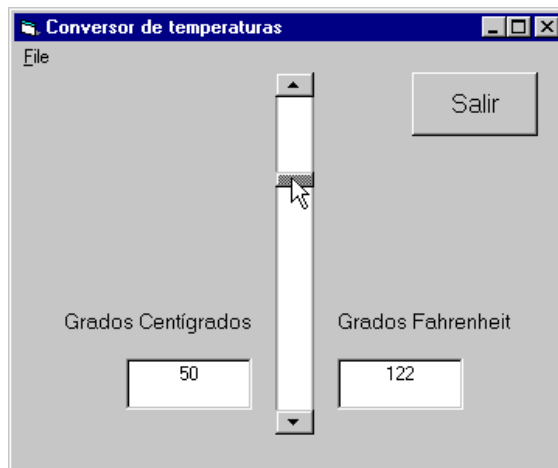 Conversor de temperaturas
File
Salir
Grados Centígrados
Grados Fahrenheit
50
122